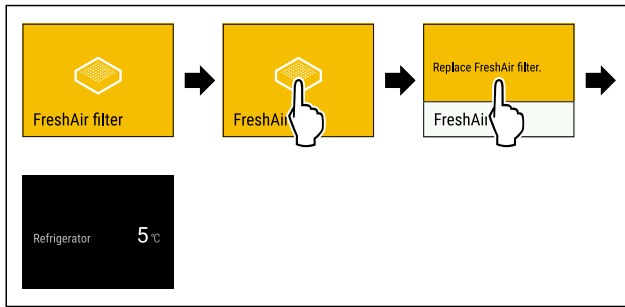 FreshAir filter
FreshAi
Replace FreshAir filter.
FreshAi
Refrigerator 5 °C